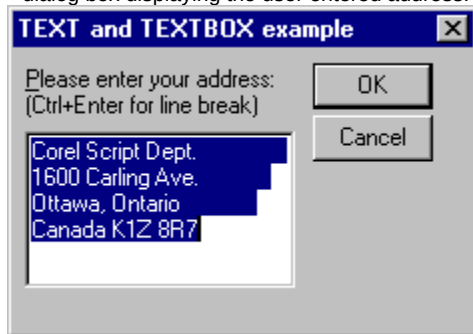 dialog box displaying the user entered address.
TEXT and TEXTBOX example
Please enter your address:
(Ctrl+Enter for line break)
OK
Cancel
Corel Script Dept.
1600 Carling Ave.
Ottawa, Ontario
Canada K1Z 8R7